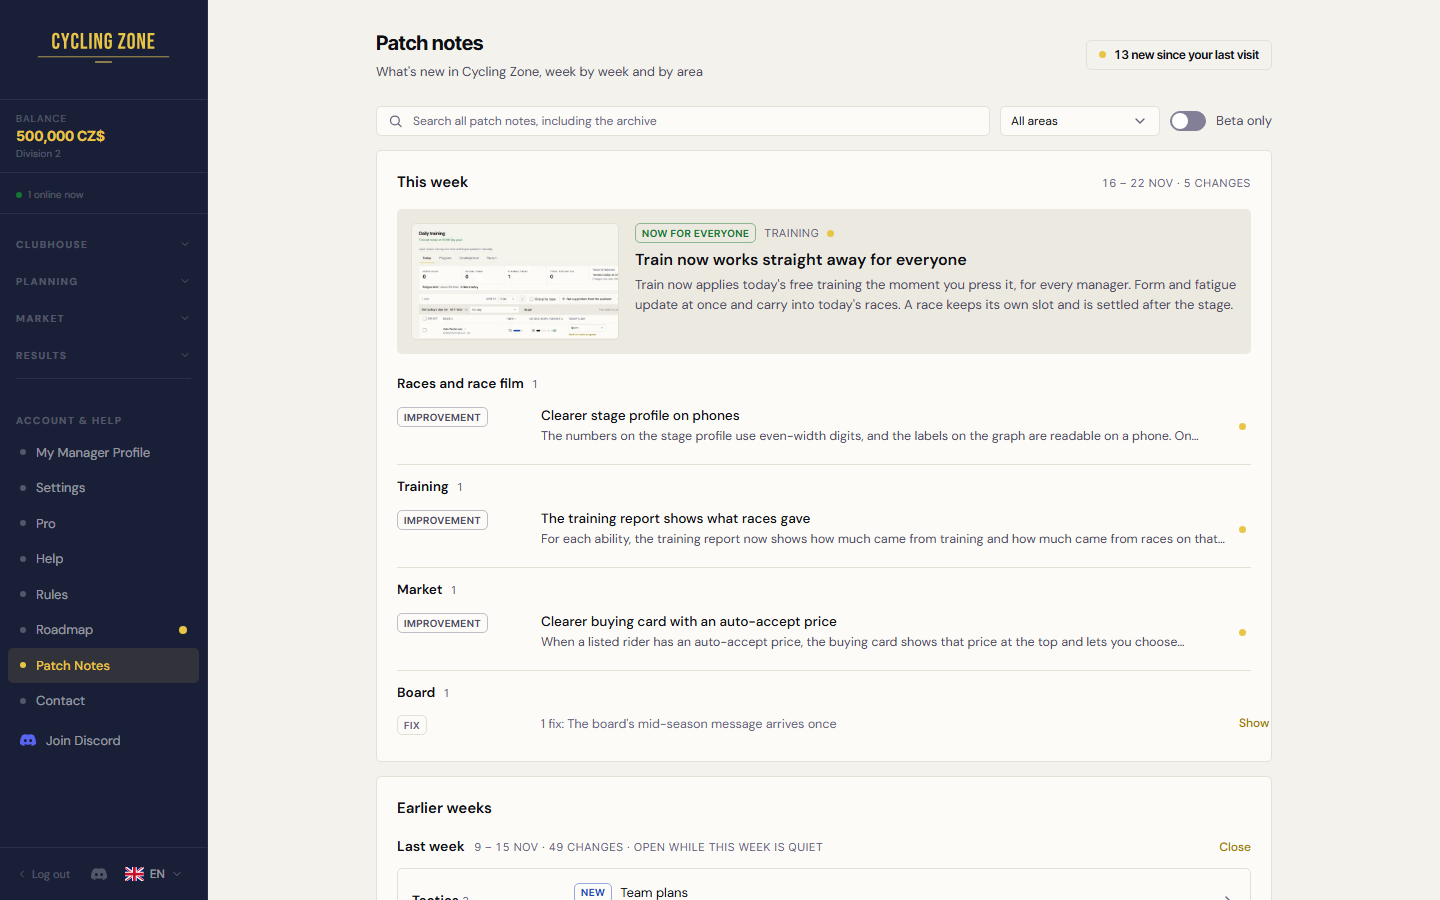 CYCLING ZONE
BALANCE
500,000 CZ$
Division 2
1 online now
CLUBHOUSE
PLANNING
MARKET
RESULTS
ACCOUNT & HELP
My Manager Profile
Settings
Pro
Help
Rules
Roadmap
Patch Notes
Contact
Join Discord
Log out
EN
Patch notes
What's new in Cycling Zone, week by week and by area
13 new since your last visit
Search all patch notes, including the archive
All areas
Beta only
This week
16 – 22 NOV · 5 CHANGES
Daily training
NOW FOR EVERYONE
TRAINING
Train now works straight away for everyone
Train now applies today's free training the moment you press it, for every manager. Form and fatigue
update at once and carry into today's races. A race keeps its own slot and is settled after the stage.
Races and race film 1
IMPROVEMENT
Clearer stage profile on phones
The numbers on the stage profile use even-width digits, and the labels on the graph are readable on a phone. On…
Training 1
IMPROVEMENT
The training report shows what races gave
For each ability, the training report now shows how much came from training and how much came from races on that…
Market 1
IMPROVEMENT
Clearer buying card with an auto-accept price
When a listed rider has an auto-accept price, the buying card shows that price at the top and lets you choose…
Board 1
FIX
1 fix: The board's mid-season message arrives once
Show
Earlier weeks
Last week 9 – 15 NOV · 49 CHANGES · OPEN WHILE THIS WEEK IS QUIET
Close
Tactics
NEW
Team plans